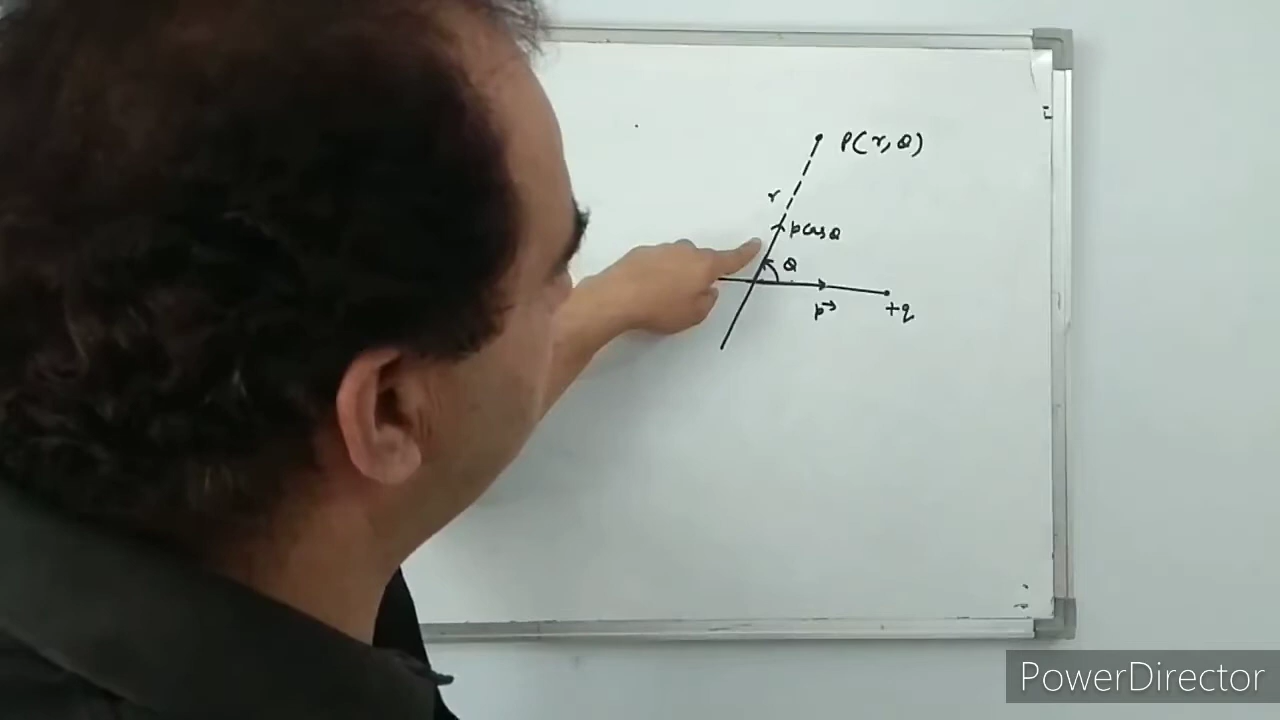 P(r, θ)
r
pcosθ
θ
p→
+q
PowerDirector